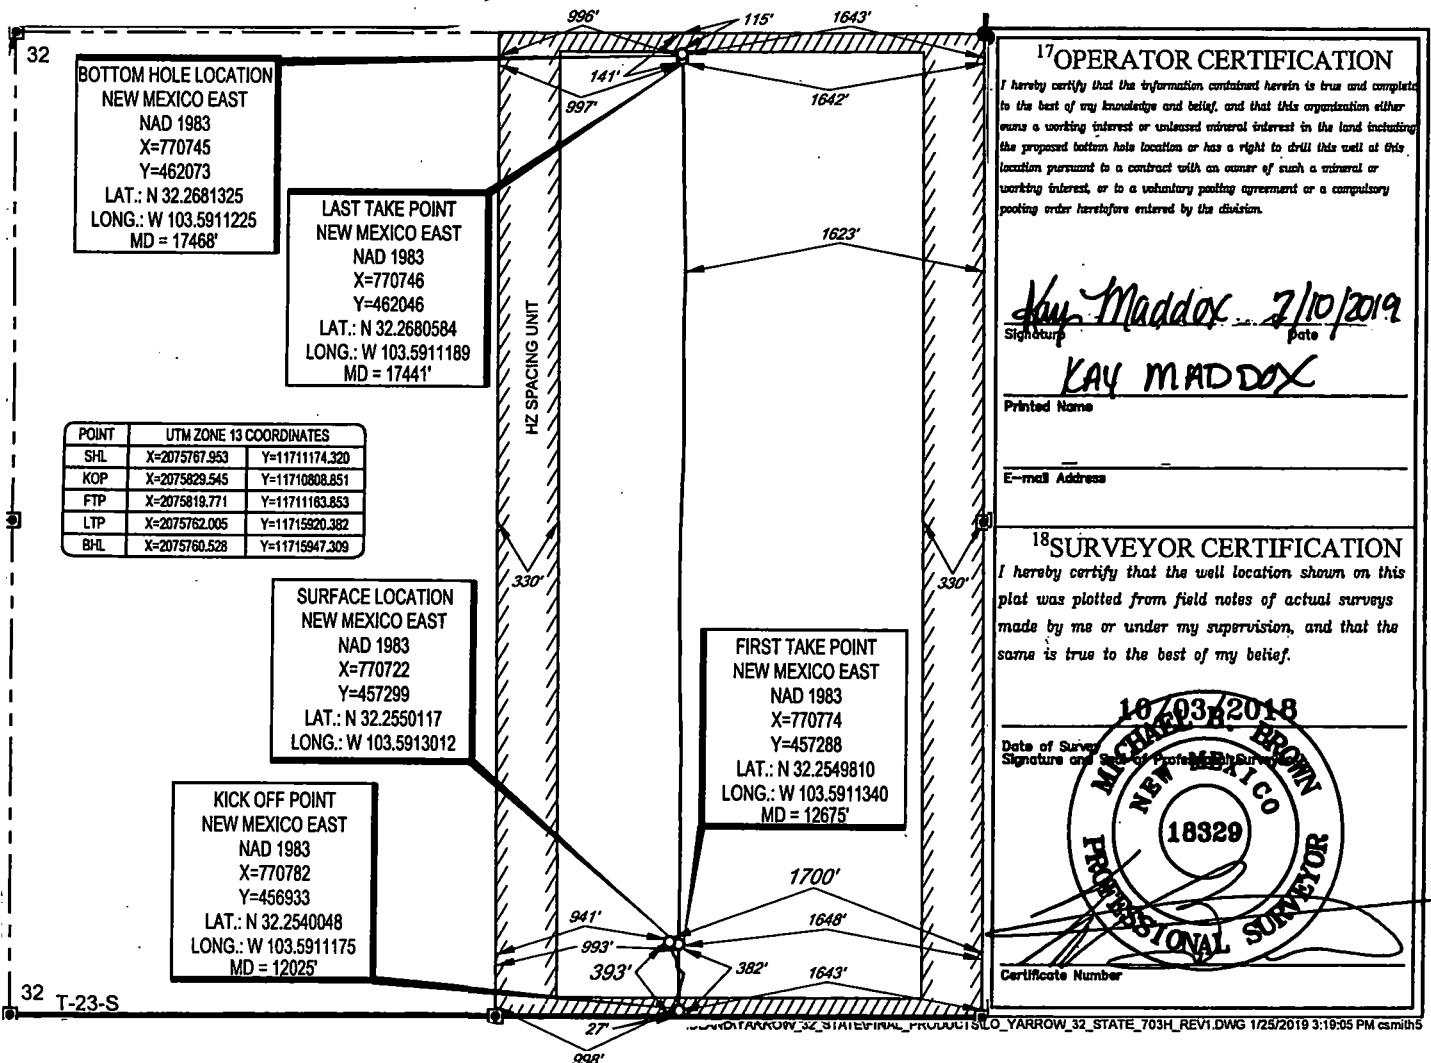 996'
115'
1643'
32
BOTTOM HOLE LOCATION
NEW MEXICO EAST
NAD 1983
X=770745
Y=462073
LAT.: N 32.2681325
LONG.: W 103.5911225
MD = 17468'
141'
997'
1642'
LAST TAKE POINT
NEW MEXICO EAST
NAD 1983
X=770746
Y=462046
LAT.: N 32.2680584
LONG.: W 103.5911189
MD = 17441'
1623'
HZ SPACING UNIT
POINT UTM ZONE 13 COORDINATES
SHL X=2075767.953 Y=11711174.320
KOP X=2075829.545 Y=11710808.851
FTP X=2075819.771 Y=11711163.853
LTP X=2075762.005 Y=11715920.382
BHL X=2075760.528 Y=11715947.309
330'
330'
SURFACE LOCATION
NEW MEXICO EAST
NAD 1983
X=770722
Y=457299
LAT.: N 32.2550117
LONG.: W 103.5913012
FIRST TAKE POINT
NEW MEXICO EAST
NAD 1983
X=770774
Y=457288
LAT.: N 32.2549810
LONG.: W 103.5911340
MD = 12675'
KICK OFF POINT
NEW MEXICO EAST
NAD 1983
X=770782
Y=456933
LAT.: N 32.2540048
LONG.: W 103.5911175
MD = 12025'
1700'
941'
1648'
993'
393'
382'
1643'
32 T-23-S
27'
998'
17OPERATOR CERTIFICATION
I hereby certify that the information contained herein is true and complete
to the best of my knowledge and belief, and that this organization either
owns a working interest or unleased mineral interest in the land including
the proposed bottom hole location or has a right to drill this well at this
location pursuant to a contract with an owner of such a mineral or
working interest, or to a voluntary pooling agreement or a compulsory
pooling order heretofore entered by the division.
Kay Maddox 7/10/2019
Signature Date
KAY MADDOX
Printed Name
E-mail Address
18SURVEYOR CERTIFICATION
I hereby certify that the well location shown on this
plat was plotted from field notes of actual surveys
made by me or under my supervision, and that the
same is true to the best of my belief.
10/03/2018
Date of Survey
Signature and Seal of Professional Surveyor
MICHAEL B. BROWN
NEW MEXICO
18329
PROFESSIONAL SURVEYOR
Certificate Number
YARROW_32_STATE\FINAL_PRODUCTS\LO_YARROW_32_STATE_703H_REV1.DWG 1/25/2019 3:19:05 PM csmith5